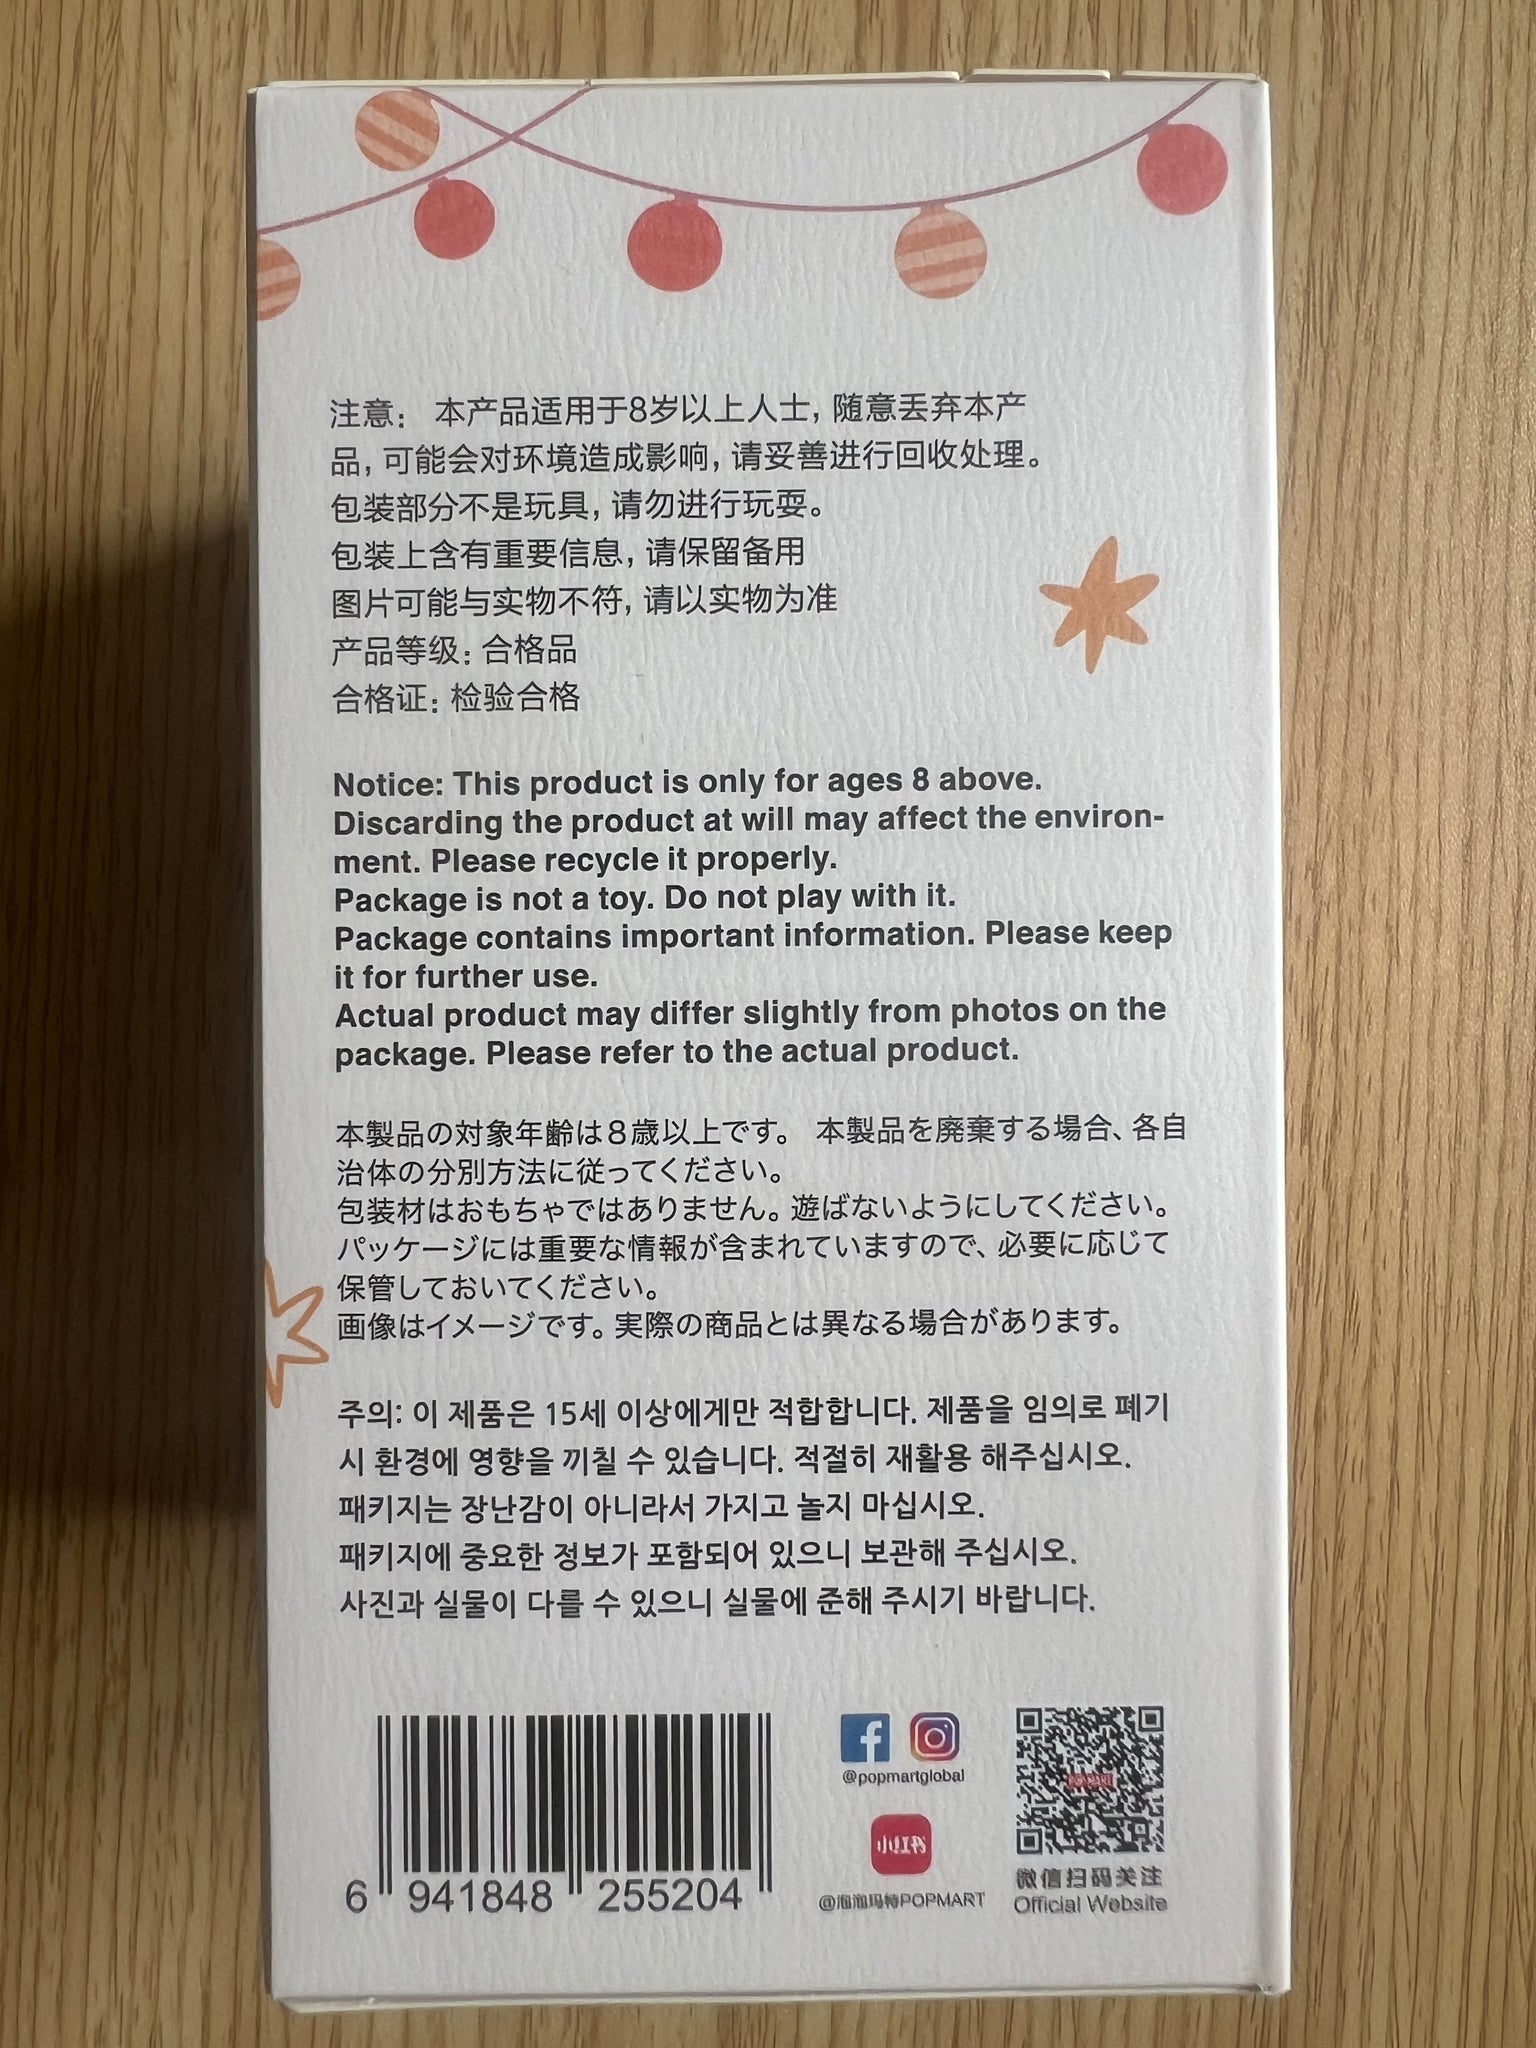 注意： 本产品适用于8岁以上人士，随意丢弃本产
品，可能会对环境造成影响，请妥善进行回收处理。
包装部分不是玩具，请勿进行玩耍。
包装上含有重要信息，请保留备用
图片可能与实物不符，请以实物为准
产品等级：合格品
合格证：检验合格
Notice: This product is only for ages 8 above.
Discarding the product at will may affect the environ-
ment. Please recycle it properly.
Package is not a toy. Do not play with it.
Package contains important information. Please keep
it for further use.
Actual product may differ slightly from photos on the
package. Please refer to the actual product.
本製品の対象年齢は8歳以上です。 本製品を廃棄する場合、各自
治体の分別方法に従ってください。
包装材はおもちゃではありません。遊ばないようにしてください。
パッケージには重要な情報が含まれていますので、必要に応じて
保管しておいてください。
画像はイメージです。実際の商品とは異なる場合があります。
주의: 이 제품은 15세 이상에게만 적합합니다. 제품을 임의로 폐기
시 환경에 영향을 끼칠 수 있습니다. 적절히 재활용 해주십시오.
패키지는 장난감이 아니라서 가지고 놀지 마십시오.
패키지에 중요한 정보가 포함되어 있으니 보관해 주십시오.
사진과 실물이 다를 수 있으니 실물에 준해 주시기 바랍니다.
6 941848 255204
@popmartglobal
小红书
@泡泡玛特POPMART
POP MART
微信扫码关注
Official Website